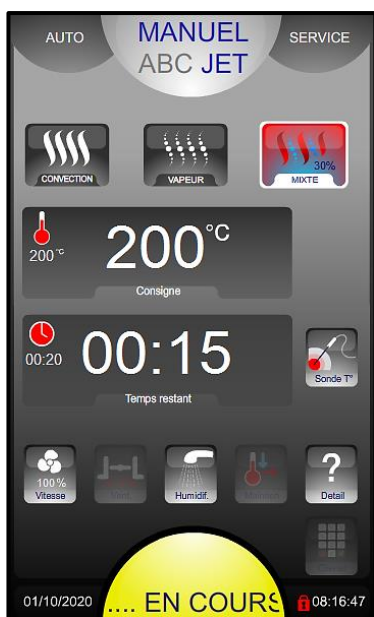 AUTO
MANUEL
SERVICE
ABC JET
CONVECTION
VAPEUR
30%
MIXTE
200°C
200°C
Consigne
00:20
00:15
Temps restant
Sonde T°
100%
Vitesse
Humidif.
?
Detail
01/10/2020
.... EN COURS
08:16:47